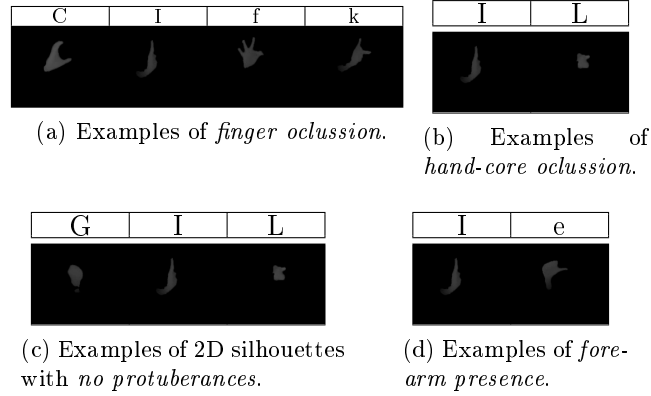 C I f k
(a) Examples of finger oclussion.
I L
(b) Examples of
hand-core oclussion.
G I L
(c) Examples of 2D silhouettes
with no protuberances.
I e
(d) Examples of fore-
arm presence.